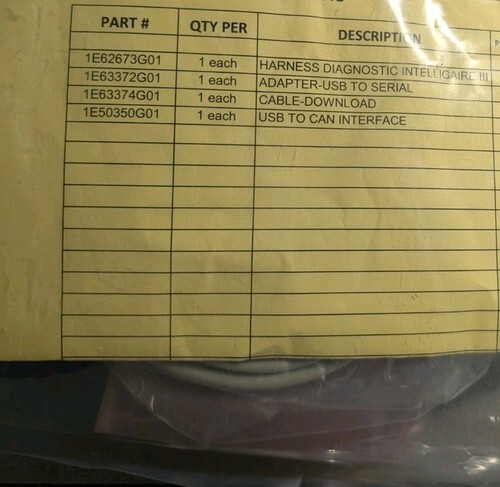 PART # QTY PER DESCRIPTION
1E62673G01 1 each HARNESS DIAGNOSTIC INTELLIGAIRE III
1E63372G01 1 each ADAPTER-USB TO SERIAL
1E63374G01 1 each CABLE-DOWNLOAD
1E50350G01 1 each USB TO CAN INTERFACE